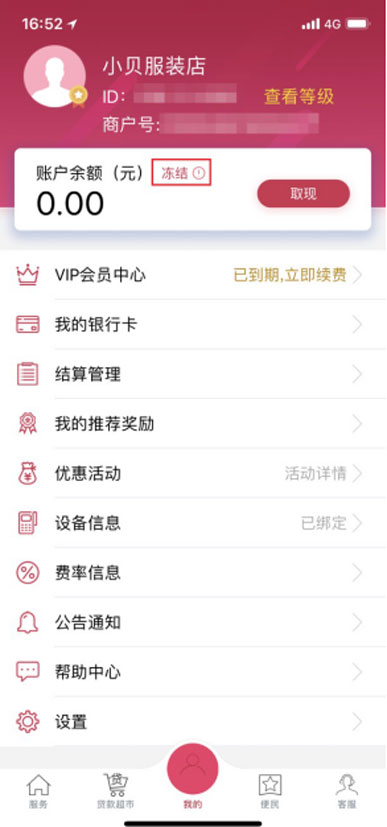 16:52 4G
小贝服装店
ID: 查看等级
商户号:
账户余额（元） 冻结
0.00 取现
VIP会员中心 已到期,立即续费
我的银行卡
结算管理
我的推荐奖励
优惠活动 活动详情
设备信息 已绑定
费率信息
公告通知
帮助中心
设置
贷
服务 贷款超市 我的 便民 客服